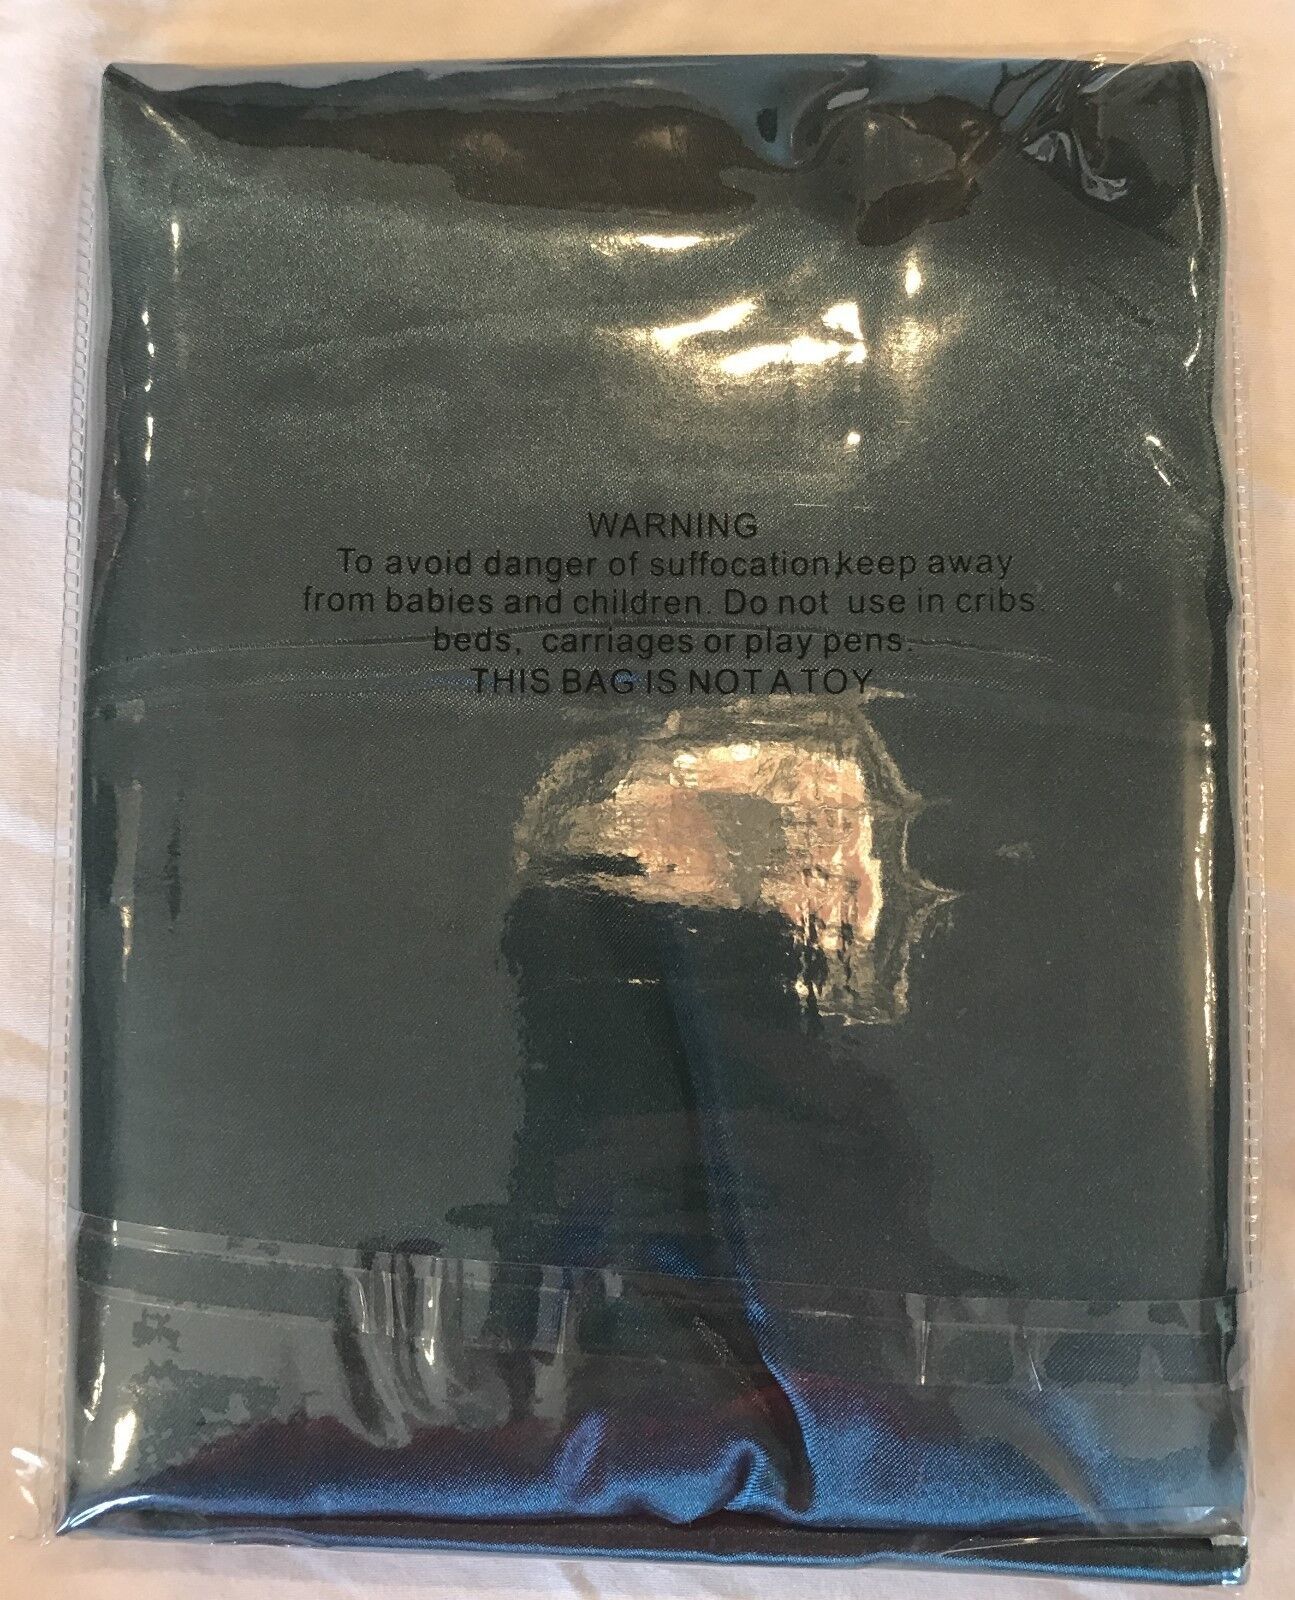 WARNING
To avoid danger of suffocation,keep away
from babies and children. Do not use in cribs.
beds, carriages or play pens.
THIS BAG IS NOT A TOY